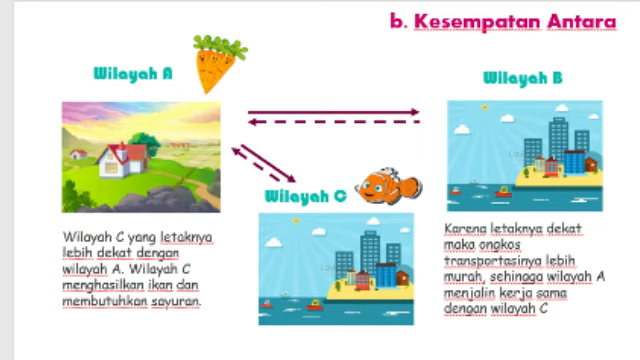 b. Kesempatan Antara
Wilayah A
Wilayah B
Wilayah C
Wilayah C yang letaknya
lebih dekat dengan
wilayah A. Wilayah C
menghasilkan ikan dan
membutuhkan sayuran.
Karena letaknya dekat
maka ongkos
transportasinya lebih
murah, sehingga wilayah A
menjalin kerja sama
dengan wilayah C